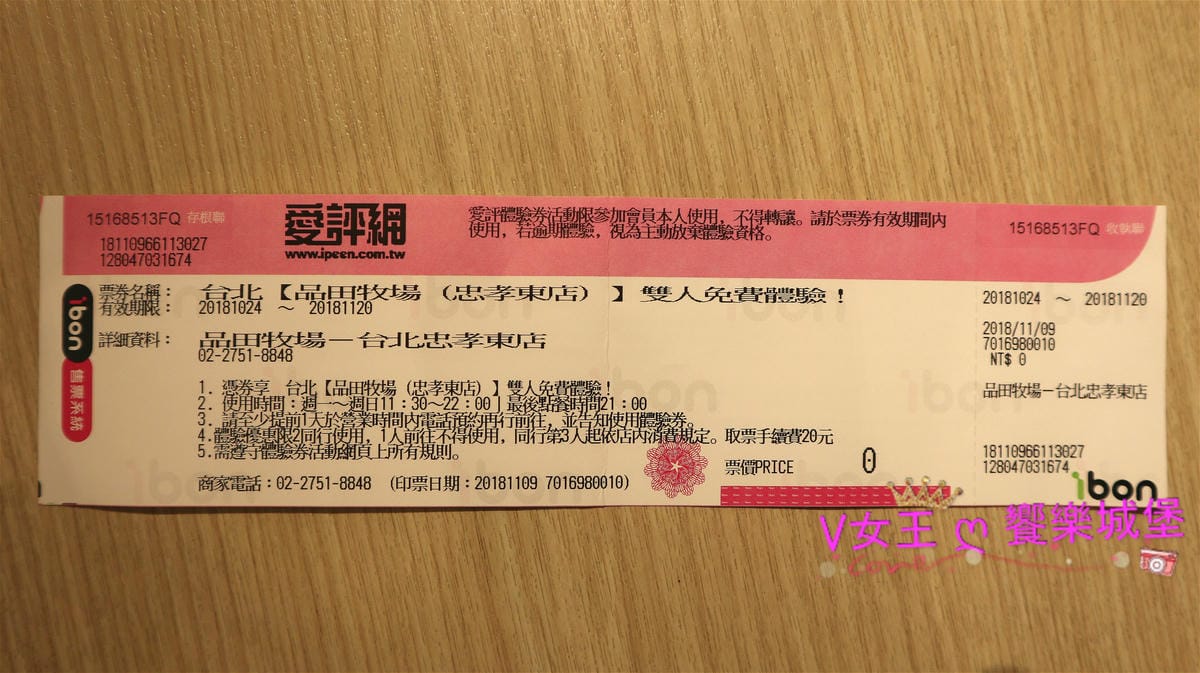 15168513FQ 存根聯
18110966113027
128047031674
愛評網
www.ipeen.com.tw
愛評體驗券活動限參加會員本人使用，不得轉讓。請於票券有效期間內
使用，若逾期體驗，視為主動放棄體驗資格。
15168513FQ 收執聯
ibon
售票系統
票券名稱： 台北【品田牧場（忠孝東店）】雙人免費體驗！
有效期限： 20181024 ～ 20181120
詳細資料： 品田牧場－台北忠孝東店
02-2751-8848
1. 憑券享 台北【品田牧場（忠孝東店）】雙人免費體驗！
2. 使用時間：週一～週日11：30～22：00】最後點餐時間21：00
3. 請至少提前1天於營業時間內電話預約再行前往，並告知使用體驗券。
4.體驗優惠限2同行使用，1人前往不得使用，同行第3人起依店內消費規定。取票手續費20元
5.需遵守體驗券活動網頁上所有規則。
票價PRICE 0
商家電話：02-2751-8848 （印票日期：20181109 7016980010）
20181024 ～ 20181120
2018/11/09
7016980010
NT$ 0
品田牧場－台北忠孝東店
18110966113027
128047031674
ibon
V女王 ღ 饗樂城堡